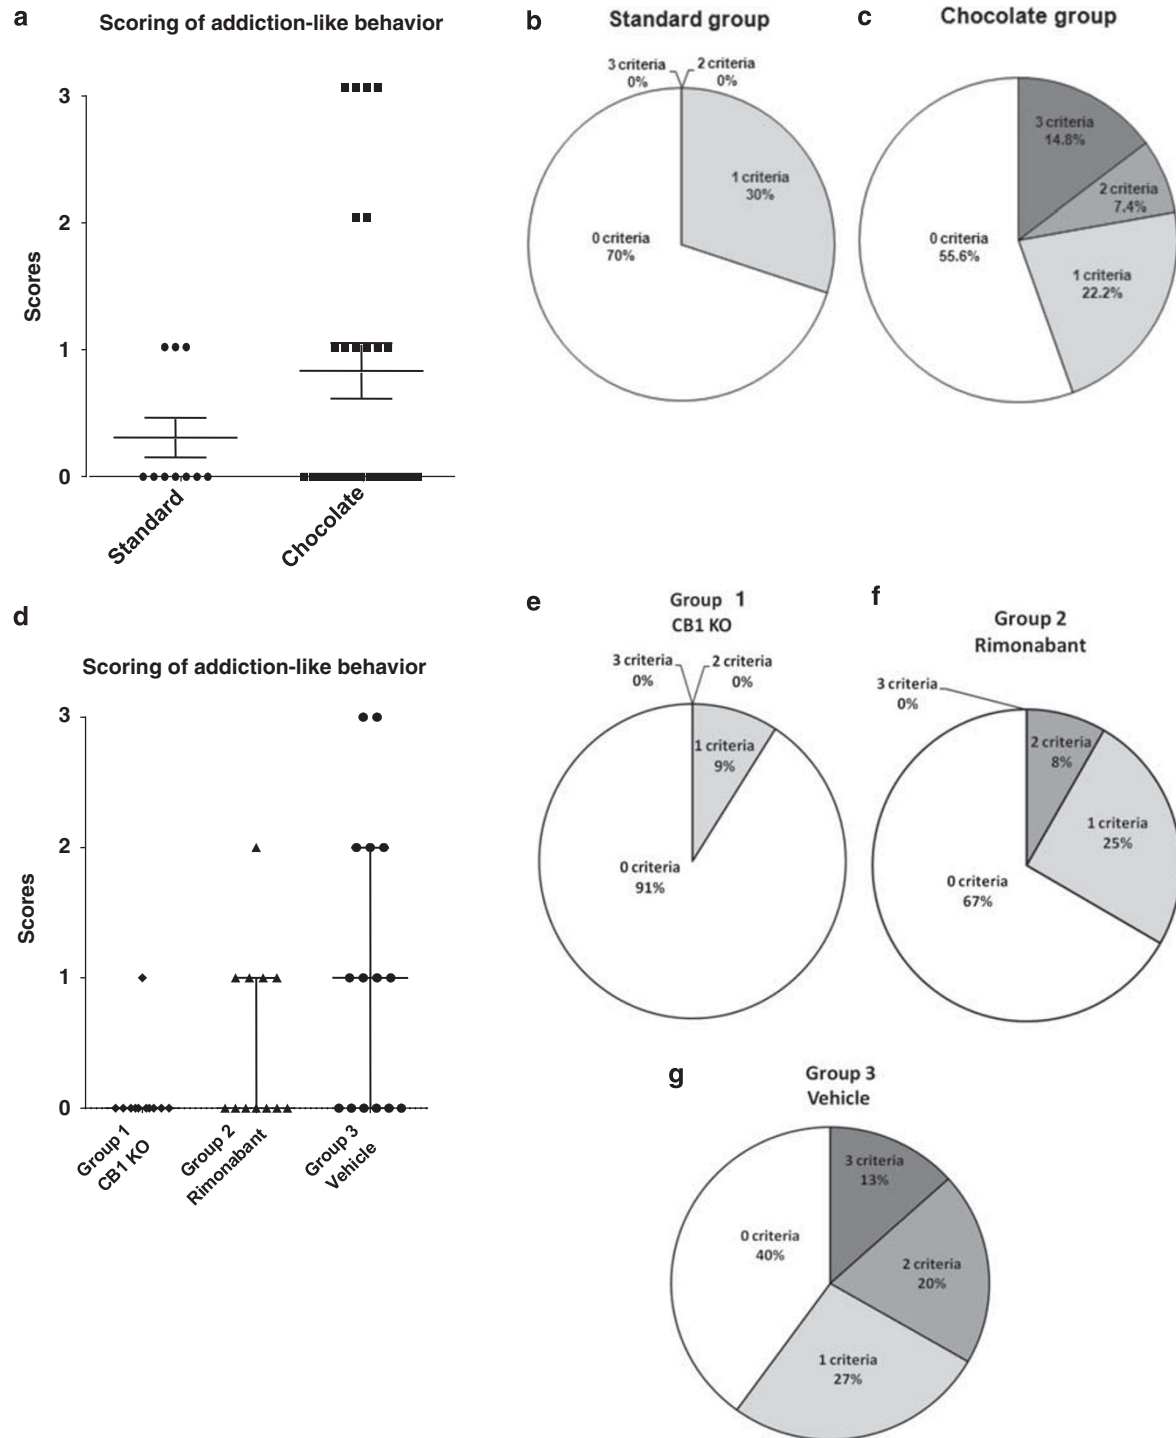 a
Scoring of addiction-like behavior
3
2
1
0
Scores
Standard
Chocolate
b
Standard group
3 criteria
0%
2 criteria
0%
1 criteria
30%
0 criteria
70%
c
Chocolate group
3 criteria
14.8%
2 criteria
7.4%
1 criteria
22.2%
0 criteria
55.6%
d
Scoring of addiction-like behavior
3
2
1
0
Scores
Group 1
CB1 KO
Group 2
Rimonabant
Group 3
Vehicle
e
Group 1
CB1 KO
3 criteria
0%
2 criteria
0%
1 criteria
9%
0 criteria
91%
f
Group 2
Rimonabant
3 criteria
0%
2 criteria
8%
1 criteria
25%
0 criteria
67%
g
Group 3
Vehicle
3 criteria
13%
2 criteria
20%
1 criteria
27%
0 criteria
40%